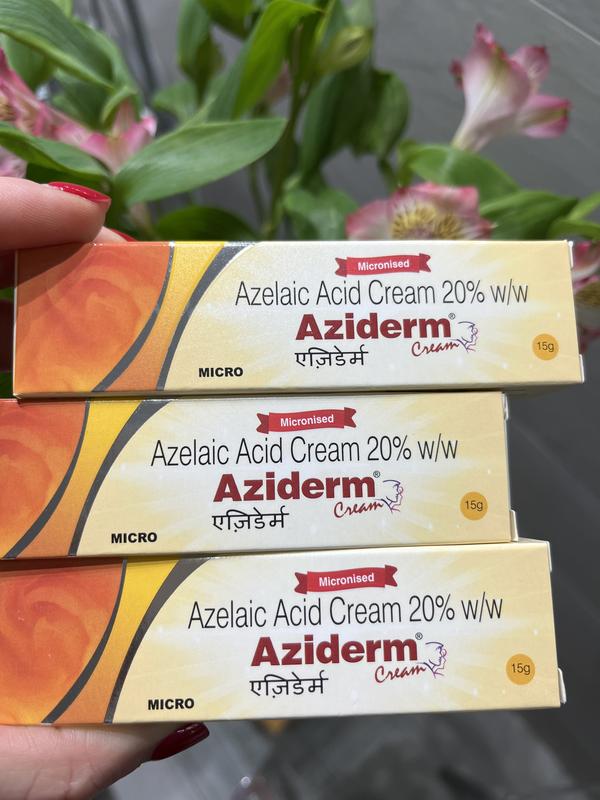 Micronised
Azelaic Acid Cream 20% w/w
Aziderm®
Cream
एज़िडेर्म
15g
MICRO
Micronised
Azelaic Acid Cream 20% w/w
Aziderm®
Cream
एज़िडेर्म
15g
MICRO
Micronised
Azelaic Acid Cream 20% w/w
Aziderm®
Cream
एज़िडेर्म
15g
MICRO